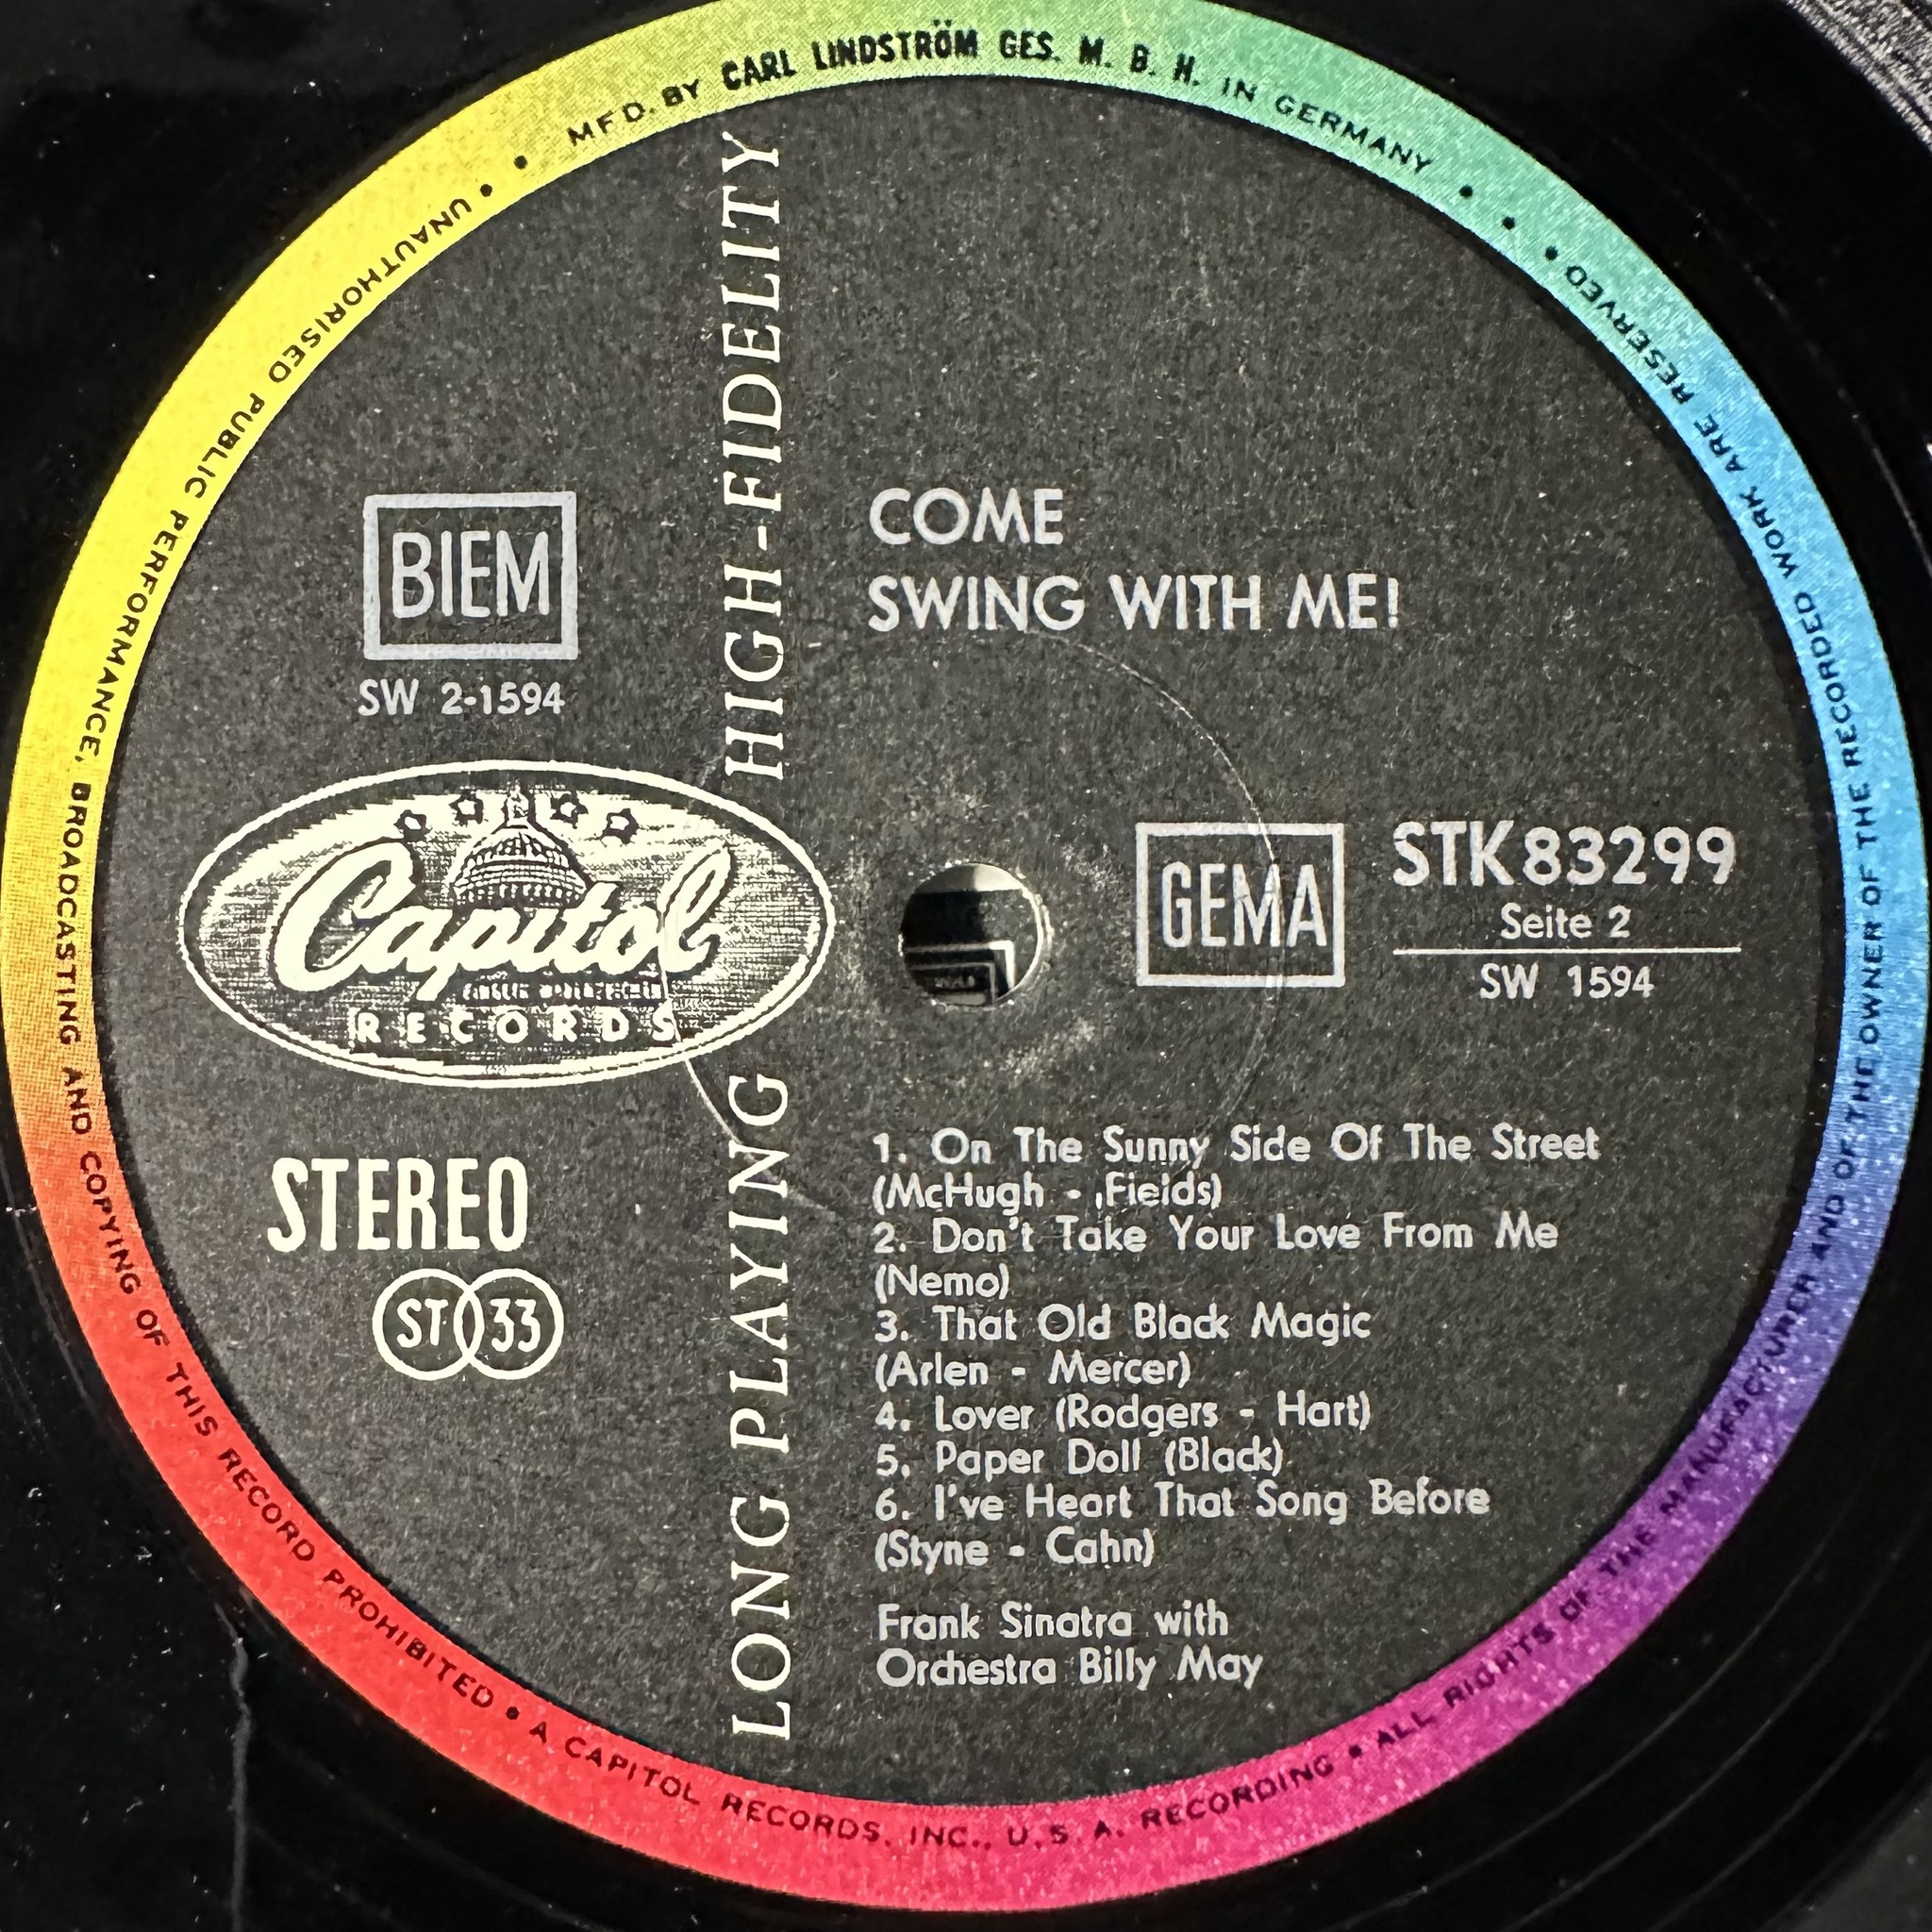 MFD. BY CARL LINDSTRÖM GES. M. B. H. IN GERMANY
UNAUTHORISED PUBLIC PERFORMANCE, BROADCASTING AND COPYING OF THIS RECORD PROHIBITED • A CAPITOL RECORDS, INC., U.S.A. RECORDING • ALL RIGHTS OF THE MANUFACTURER AND OF THE OWNER OF THE RECORDED WORK ARE RESERVED
LONG PLAYING HIGH-FIDELITY
BIEM
SW 2-1594
COME
SWING WITH ME!
Capitol
RECORDS
GEMA
STK 83299
Seite 2
SW 1594
STEREO
ST 33
1. On The Sunny Side Of The Street
(McHugh - Fields)
2. Don't Take Your Love From Me
(Nemo)
3. That Old Black Magic
(Arlen - Mercer)
4. Lover (Rodgers - Hart)
5. Paper Doll (Black)
6. I've Heart That Song Before
(Styne - Cahn)
Frank Sinatra with
Orchestra Billy May